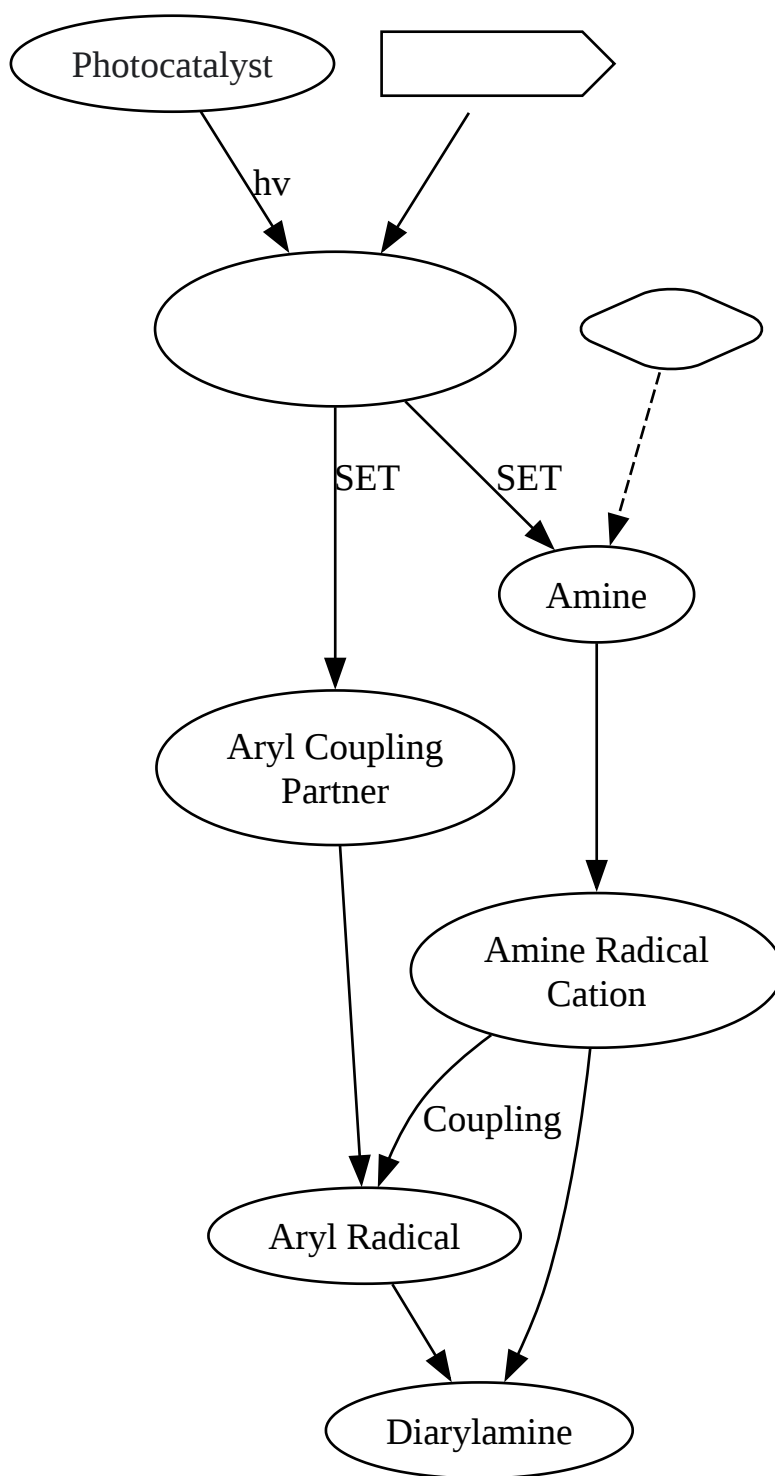 Photocatalyst
hv
SET
SET
Amine
Aryl Coupling
Partner
Amine Radical
Cation
Coupling
Aryl Radical
Diarylamine